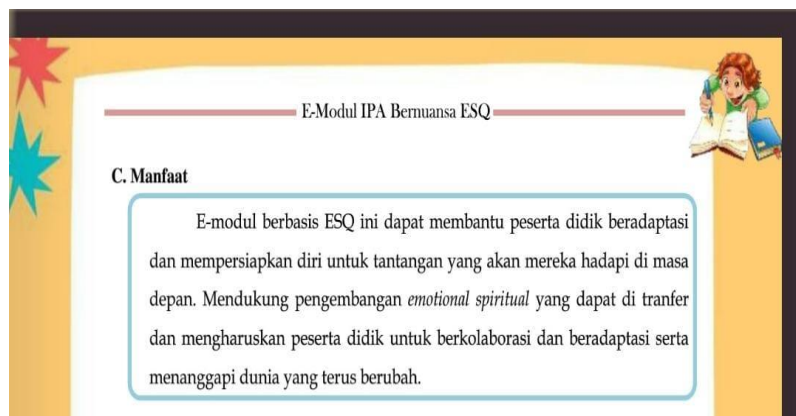 E-Modul IPA Bernuansa ESQ
C. Manfaat
E-modul berbasis ESQ ini dapat membantu peserta didik beradaptasi
dan mempersiapkan diri untuk tantangan yang akan mereka hadapi di masa
depan. Mendukung pengembangan emotional spiritual yang dapat di tranfer
dan mengharuskan peserta didik untuk berkolaborasi dan beradaptasi serta
menanggapi dunia yang terus berubah.